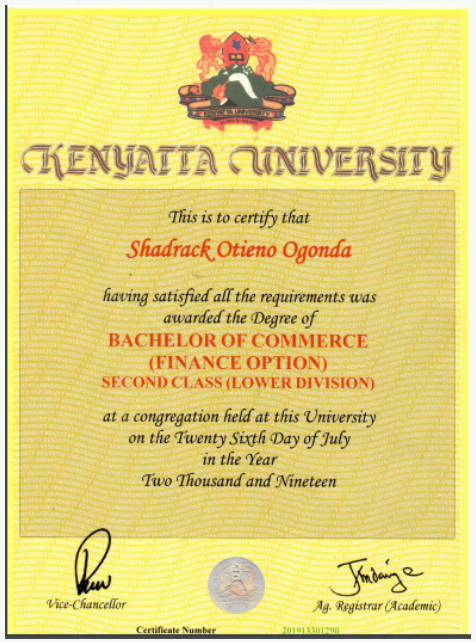 KENYATTA UNIVERSITY
KENYATTA UNIVERSITY
This is to certify that
Shadrack Otieno Ogonda
having satisfied all the requirements was
awarded the Degree of
BACHELOR OF COMMERCE
(FINANCE OPTION)
SECOND CLASS (LOWER DIVISION)
at a congregation held at this University
on the Twenty Sixth Day of July
in the Year
Two Thousand and Nineteen
Vice-Chancellor
Ag. Registrar (Academic)
Certificate Number 201913301290